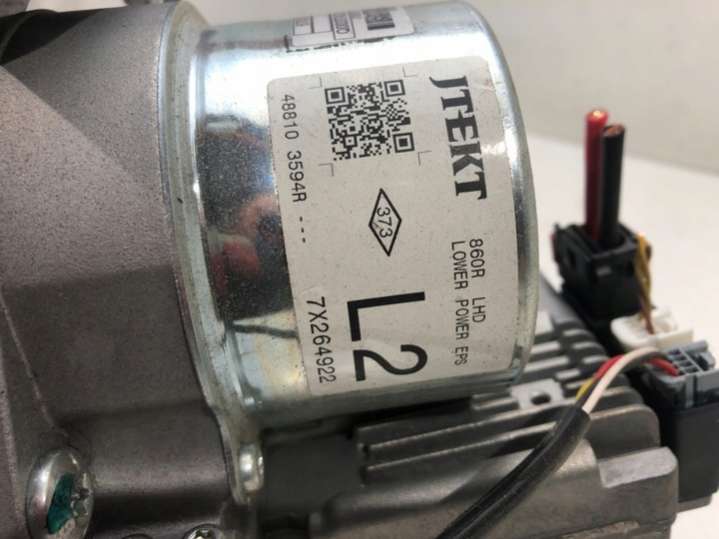 JTEKT
860R LHD
LOWER POWER EPS
373
L2
48810 3594R ---
7X264922